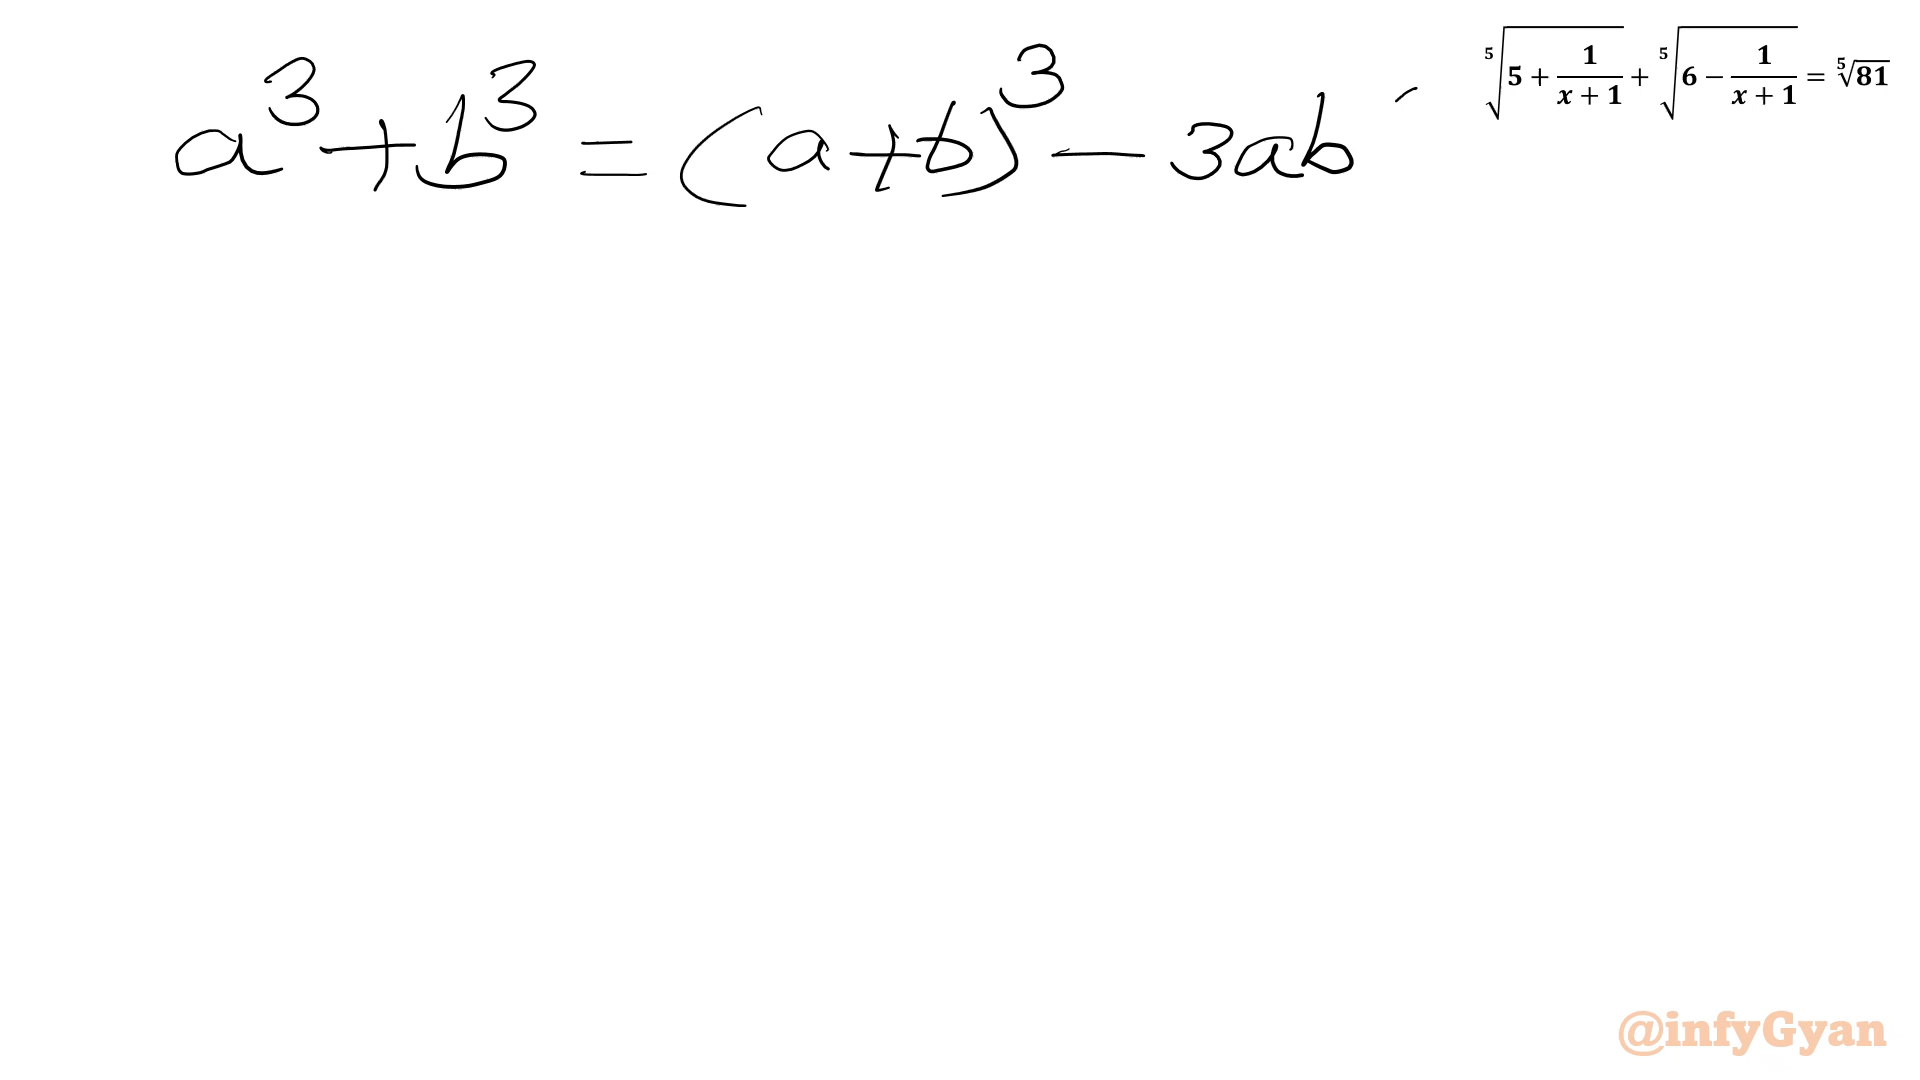 a³+b³ = (a+b)³ – 3ab
⁵√(5 + 1/(x + 1)) + ⁵√(6 − 1/(x + 1)) = ⁵√81
@infyGyan